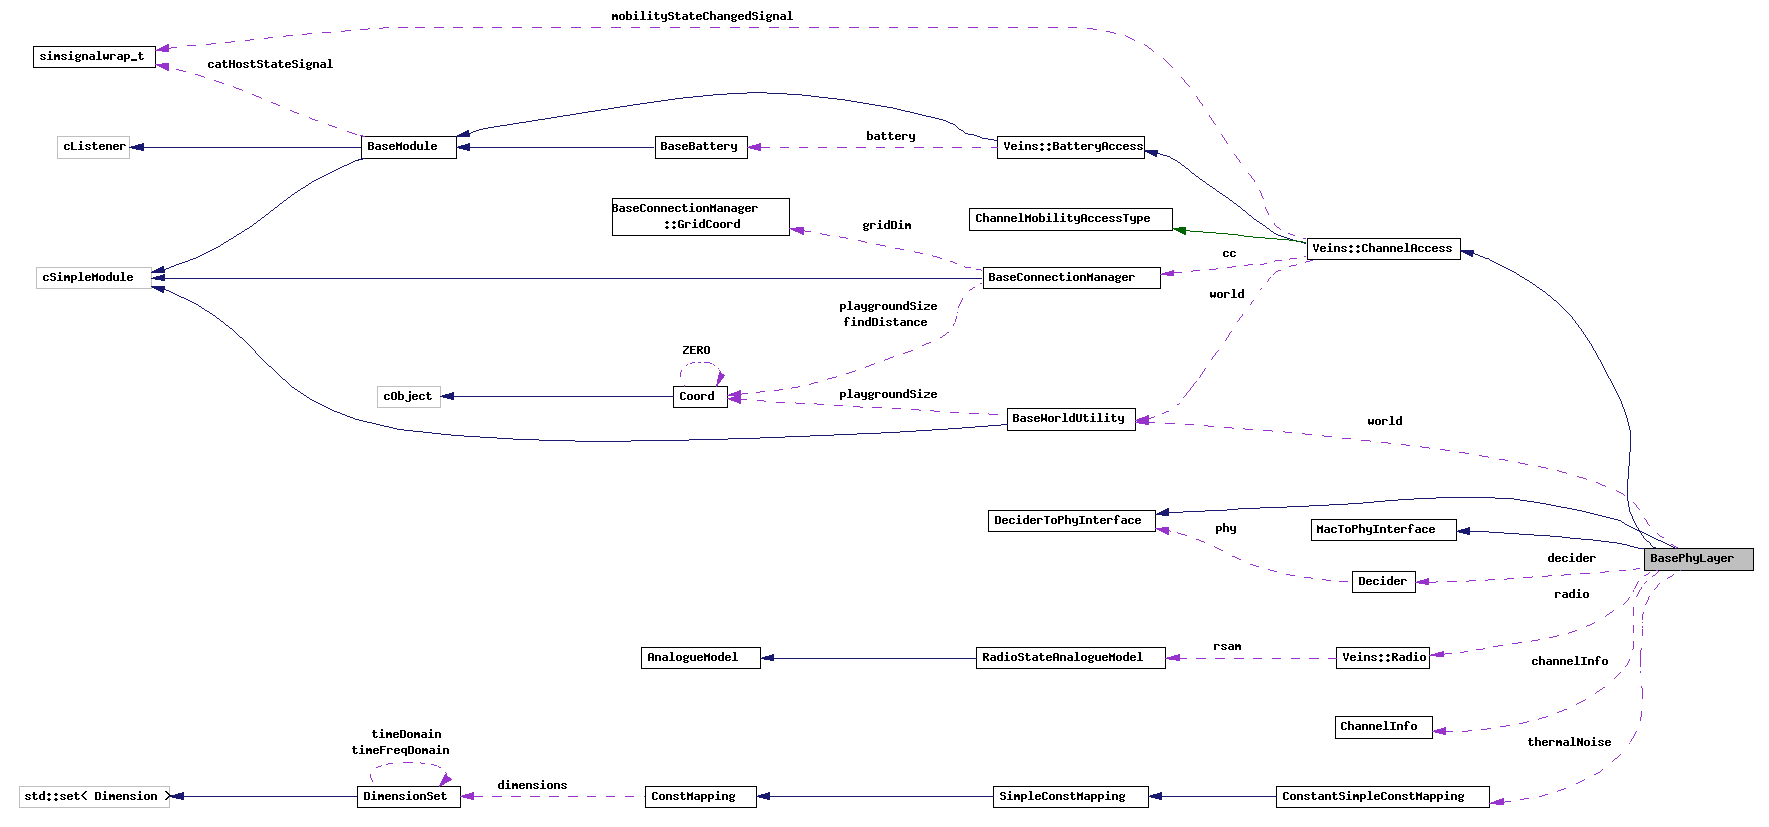 mobilityStateChangedSignal
simsignalwrap_t
catHostStateSignal
cListener
BaseModule
BaseBattery
battery
Veins::BatteryAccess
BaseConnectionManager
::GridCoord
gridDim
ChannelMobilityAccessType
Veins::ChannelAccess
cc
cSimpleModule
BaseConnectionManager
world
playgroundSize
findDistance
ZERO
cObject
Coord
playgroundSize
BaseWorldUtility
world
DeciderToPhyInterface
phy
MacToPhyInterface
BasePhyLayer
decider
Decider
radio
AnalogueModel
RadioStateAnalogueModel
rsam
Veins::Radio
channelInfo
ChannelInfo
thermalNoise
timeDomain
timeFreqDomain
dimensions
std::set< Dimension >
DimensionSet
ConstMapping
SimpleConstMapping
ConstantSimpleConstMapping